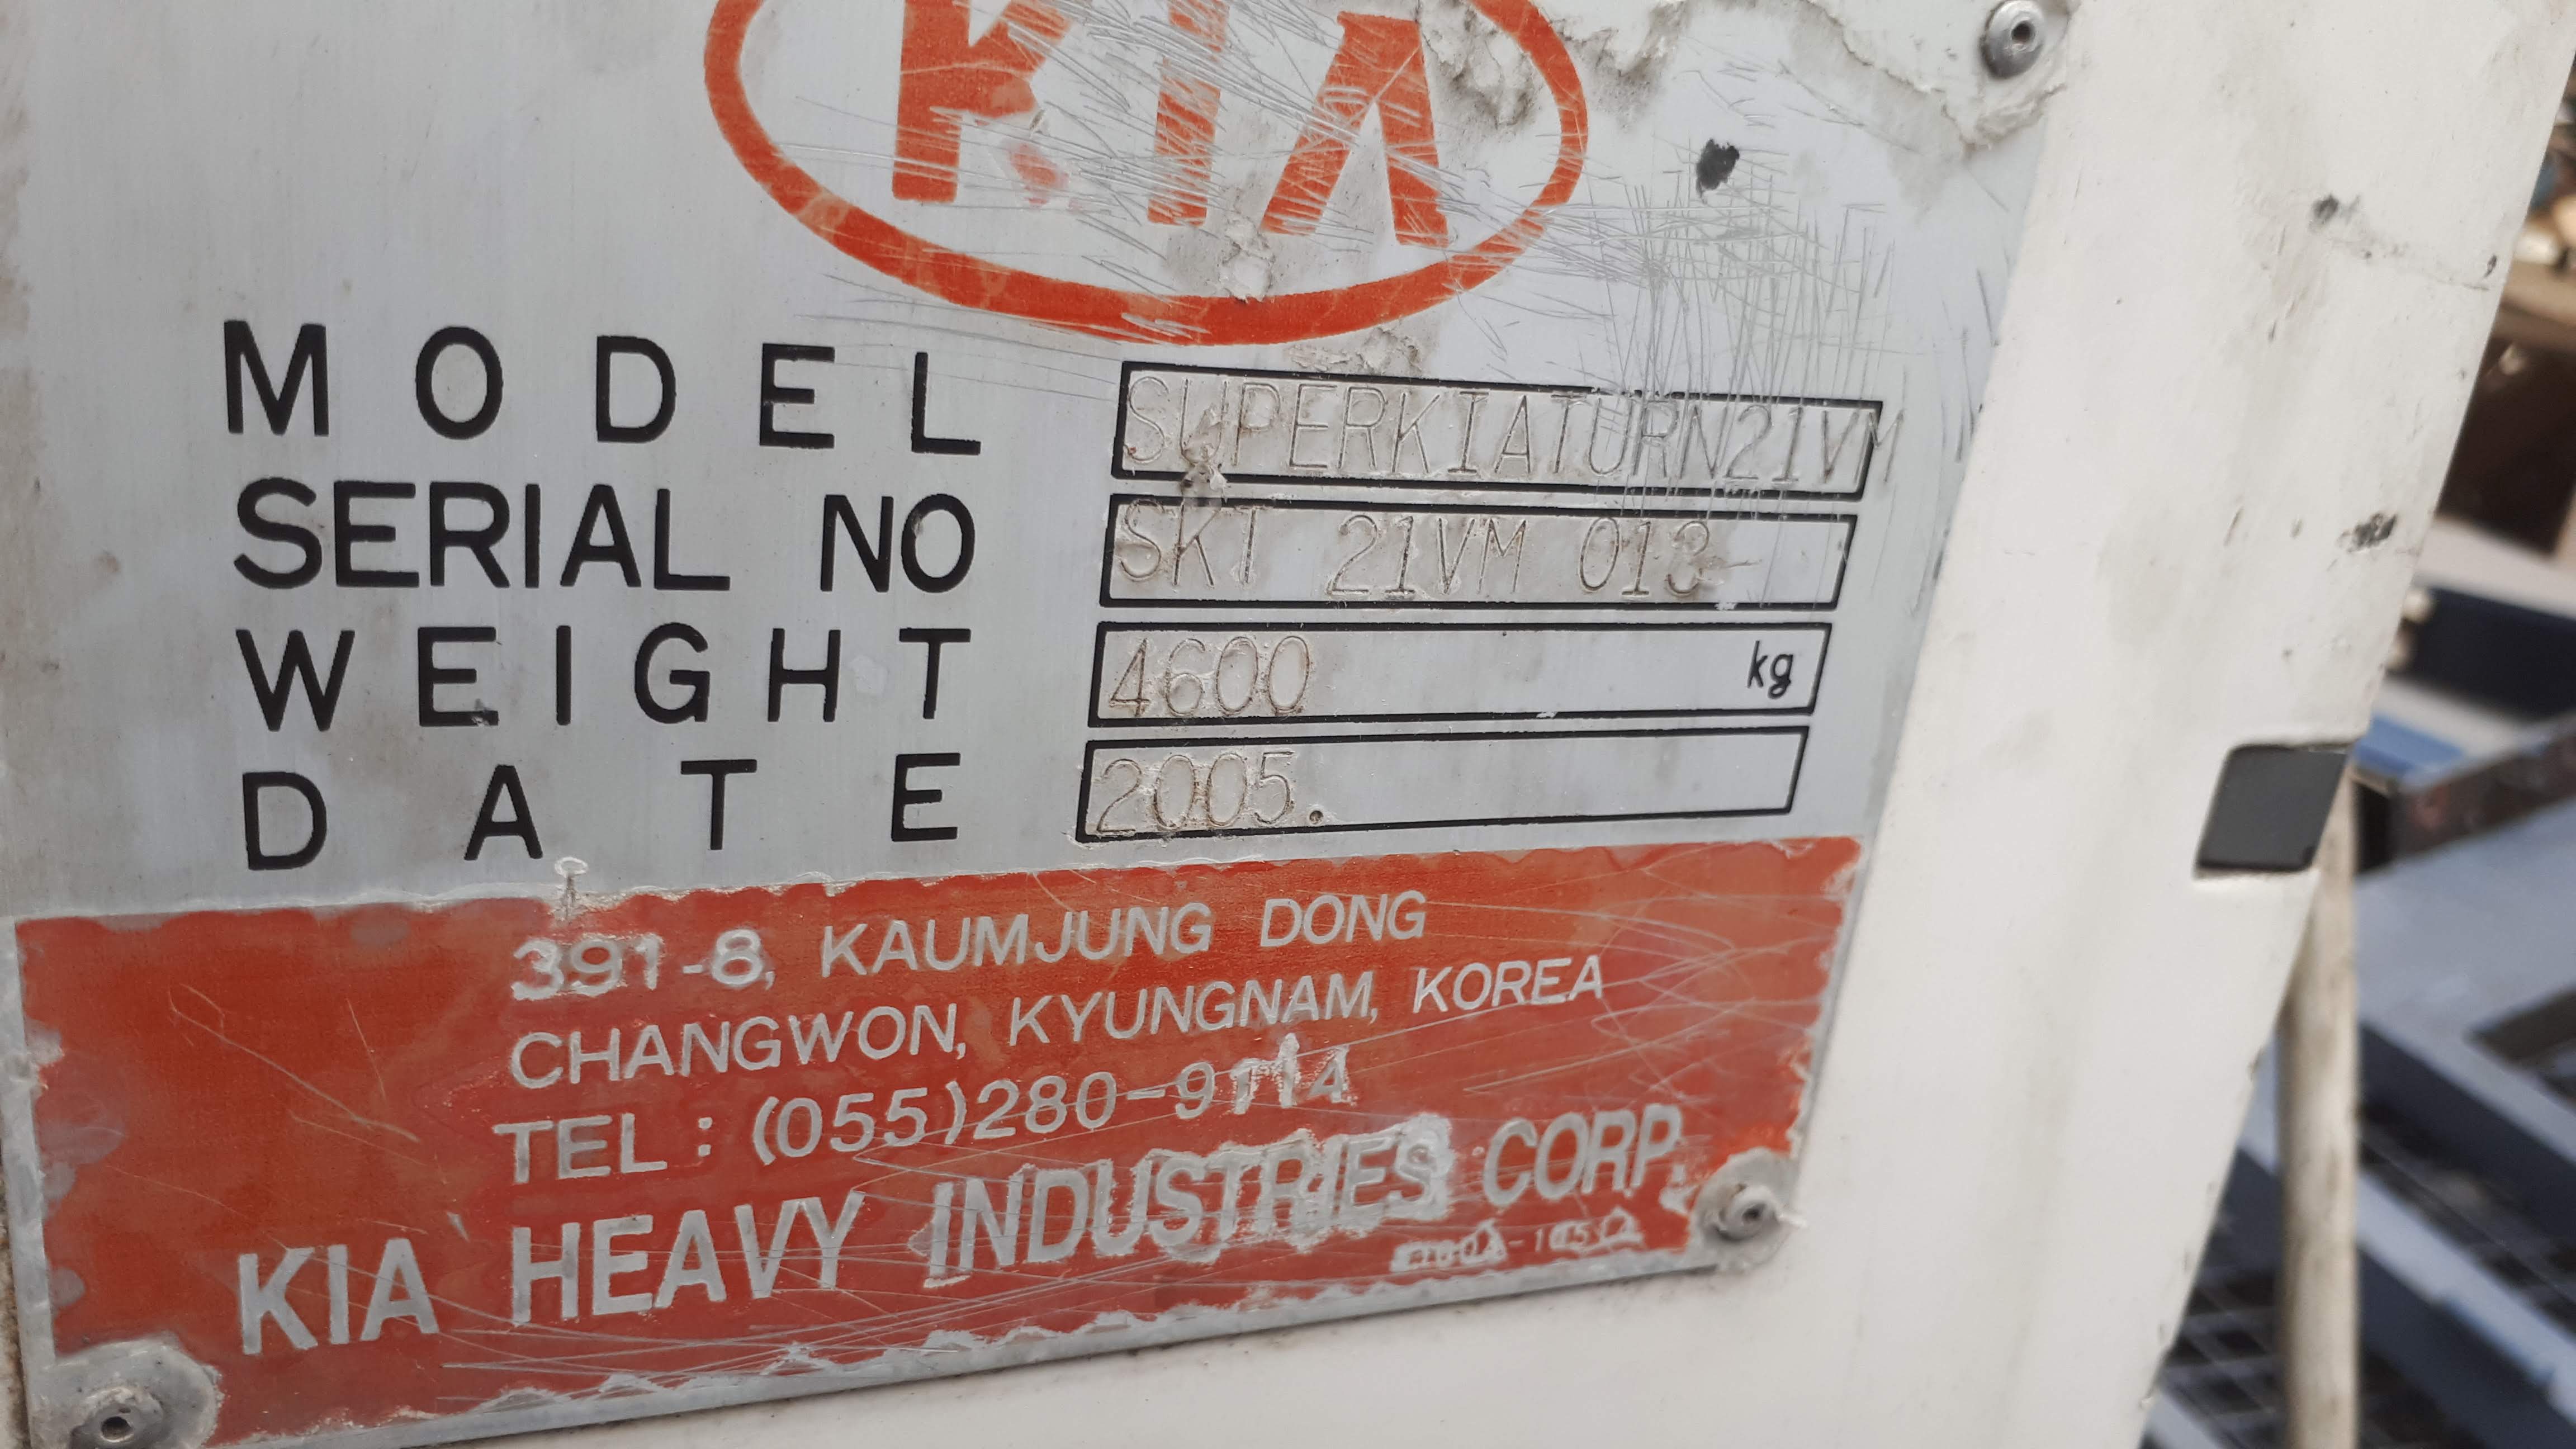 KIA
MODEL SUPERKIATURN21VM
SERIAL NO SKT 21VM 013
WEIGHT 4600 kg
DATE 2005.
391-8, KAUMJUNG DONG
CHANGWON, KYUNGNAM, KOREA
TEL : (055)280-9114
KIA HEAVY INDUSTRIES CORP.